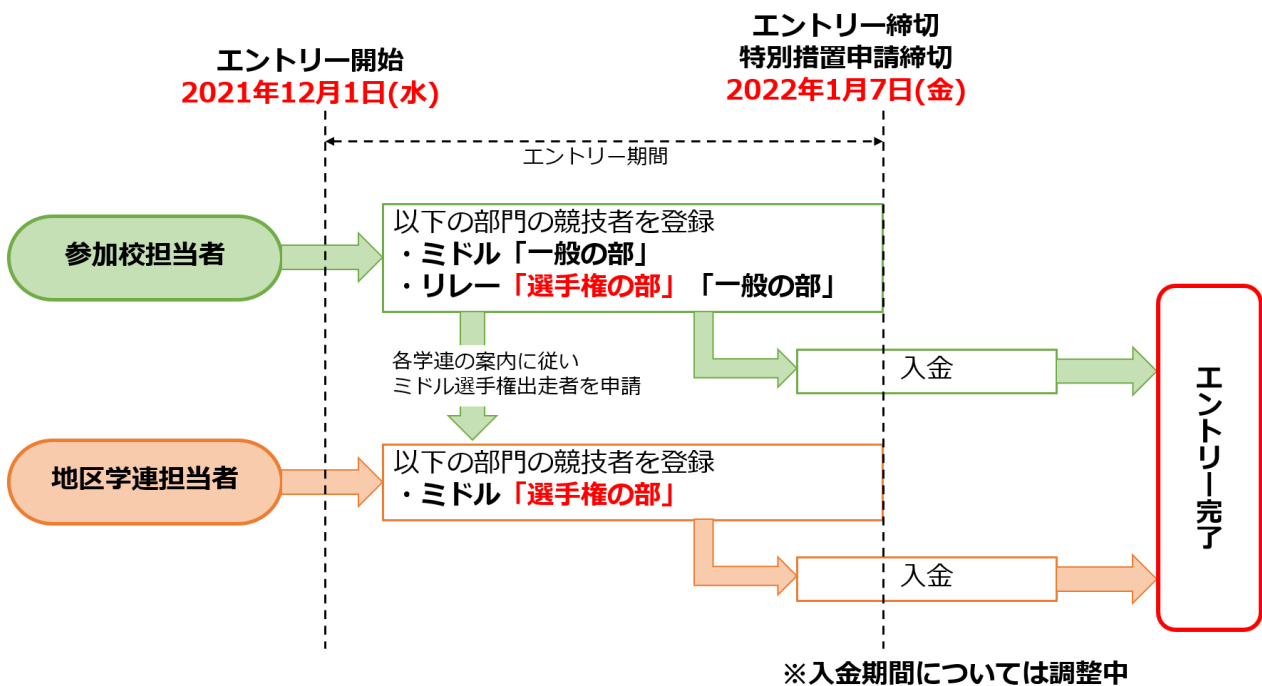 エントリー開始
2021年12月1日(水)
エントリー締切
特別措置申請締切
2022年1月7日(金)
エントリー期間
参加校担当者
以下の部門の競技者を登録
・ミドル「一般の部」
・リレー「選手権の部」「一般の部」
各学連の案内に従い
ミドル選手権出走者を申請
入金
地区学連担当者
以下の部門の競技者を登録
・ミドル「選手権の部」
入金
エントリー完了
※入金期間については調整中